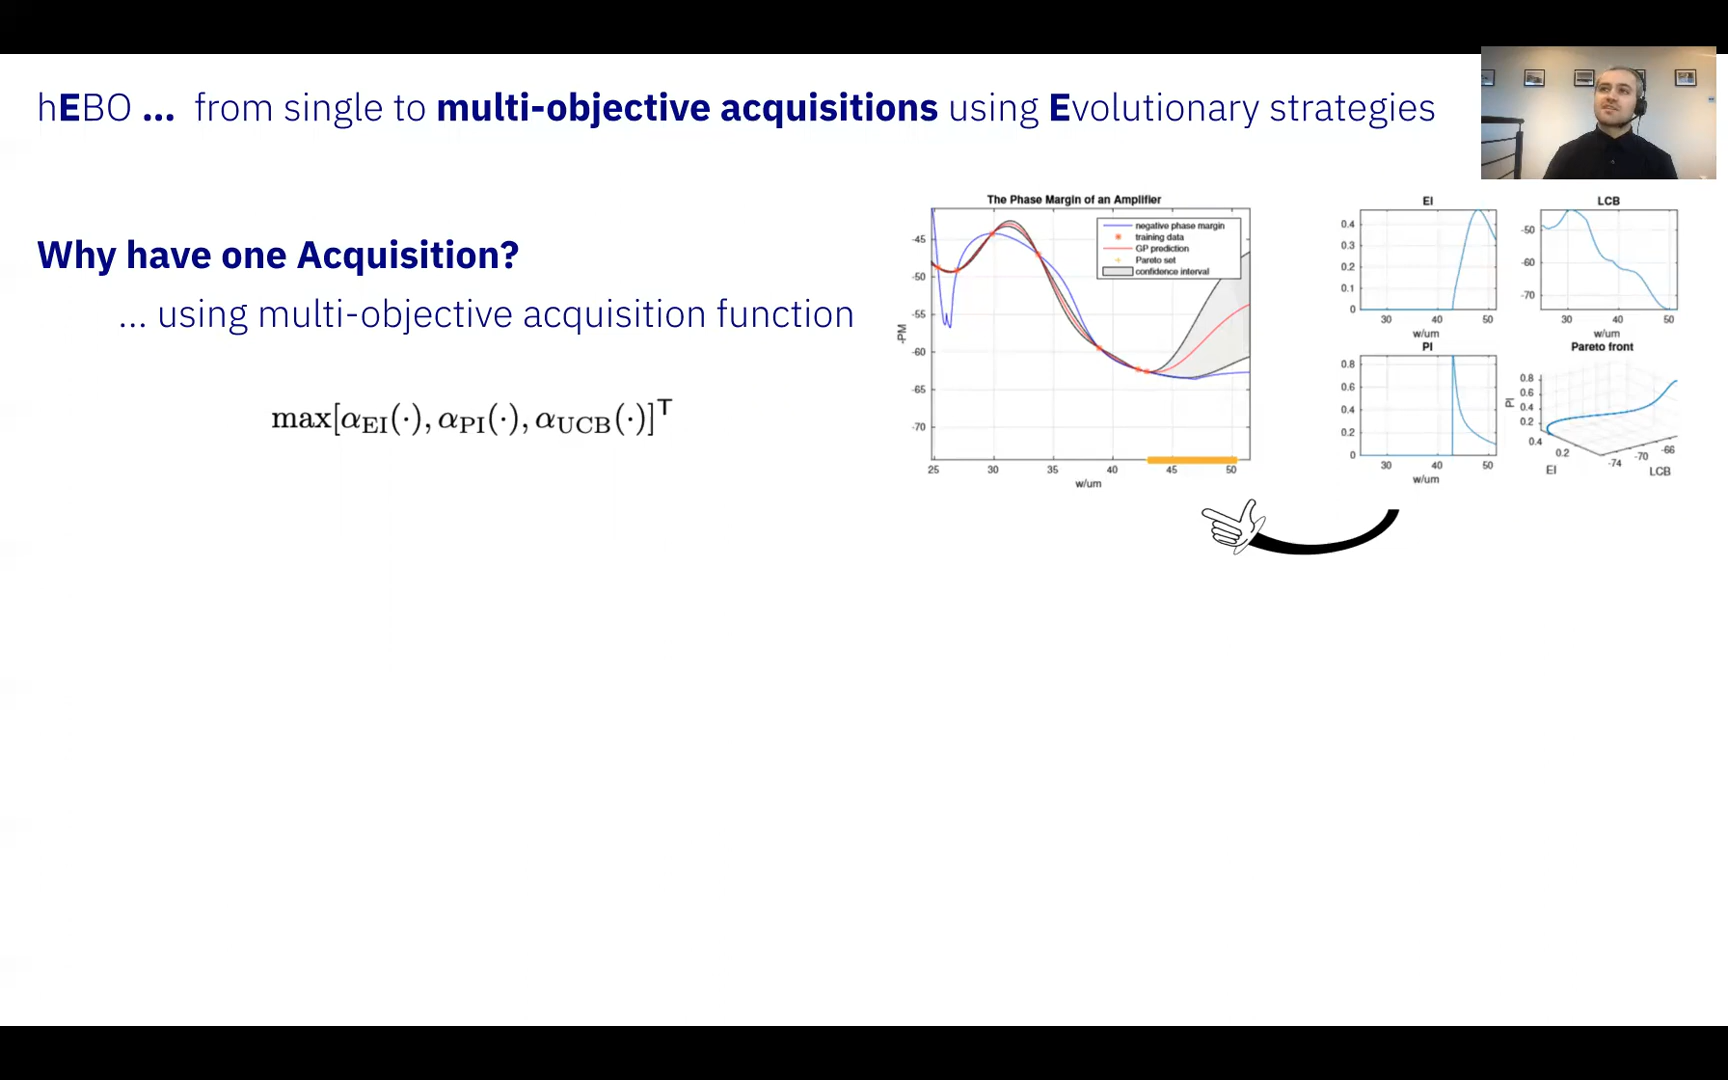 hEBO ... from single to multi-objective acquisitions using Evolutionary strategies
Why have one Acquisition?
... using multi-objective acquisition function
max[αEI(·), αPI(·), αUCB(·)]ᵀ
The Phase Margin of an Amplifier
negative phase margin
training data
GP prediction
Pareto set
confidence interval
-PM
-45
-50
-55
-60
-65
-70
25 30 35 40 45 50
w/um
EI
0.4
0.3
0.2
0.1
0
30 40 50
w/um
LCB
-50
-60
-70
30 40 50
w/um
PI
0.8
0.6
0.4
0.2
0
30 40 50
w/um
Pareto front
PI
0.8
0.6
0.4
0.2
0.4
0.2
EI
-74 -70 -66
LCB